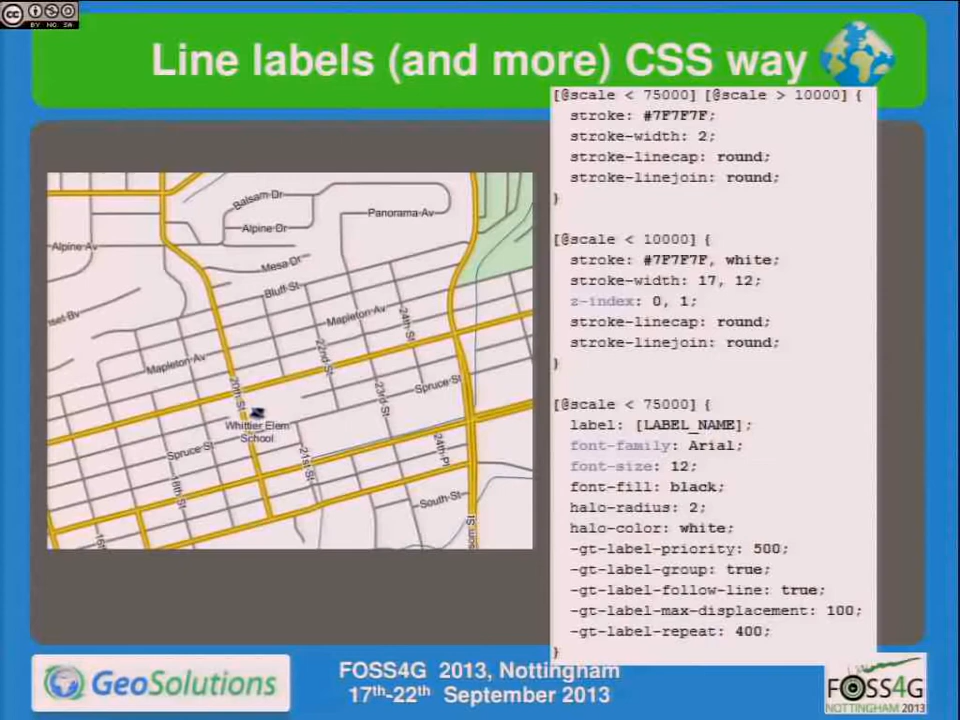 CC
BY NC SA
Line labels (and more) CSS way
[@scale < 75000] [@scale > 10000] {
stroke: #7F7F7F;
stroke-width: 2;
stroke-linecap: round;
stroke-linejoin: round;
}
[@scale < 10000] {
stroke: #7F7F7F, white;
stroke-width: 17, 12;
z-index: 0, 1;
stroke-linecap: round;
stroke-linejoin: round;
}
[@scale < 75000] {
label: [LABEL_NAME];
font-family: Arial;
font-size: 12;
font-fill: black;
halo-radius: 2;
halo-color: white;
-gt-label-priority: 500;
-gt-label-group: true;
-gt-label-follow-line: true;
-gt-label-max-displacement: 100;
-gt-label-repeat: 400;
}
Balsam Dr
Panorama Av
Alpine Dr
Alpine Av
Mesa Dr
Bluff St
Mapleton Av
24th St
22nd St
Mapleton Av
20th St
23rd St
Spruce St
Whittier Elem
School
Spruce St
21st St
24th Pl
18th St
South St
GeoSolutions
FOSS4G 2013, Nottingham
17th-22th September 2013
FOSS4G
NOTTINGHAM 2013